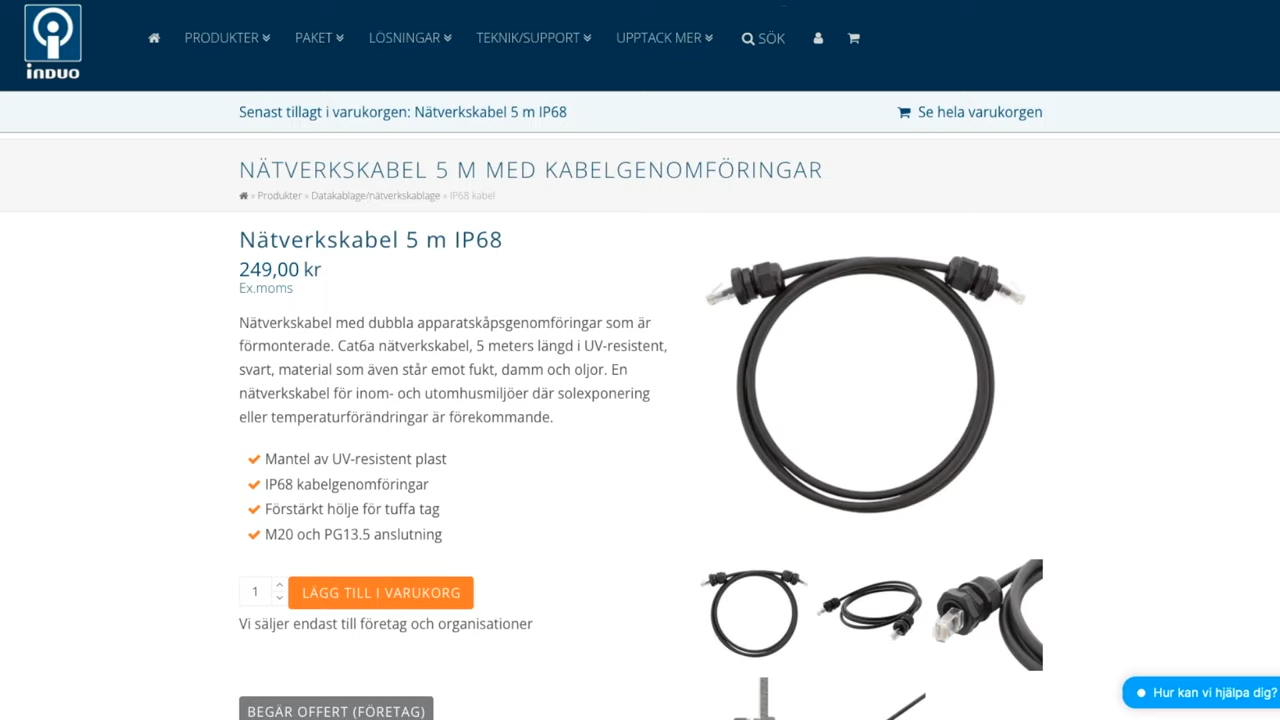 INDUO
PRODUKTER
PAKET
LÖSNINGAR
TEKNIK/SUPPORT
UPPTÄCK MER
SÖK
Senast tillagt i varukorgen: Nätverkskabel 5 m IP68
Se hela varukorgen
NÄTVERKSKABEL 5 M MED KABELGENOMFÖRINGAR
» Produkter » Datakablage/nätverkskablage » IP68 kabel
Nätverkskabel 5 m IP68
249,00 kr
Ex.moms
Nätverkskabel med dubbla apparatskåpsgenomföringar som är
förmonterade. Cat6a nätverkskabel, 5 meters längd i UV-resistent,
svart, material som även står emot fukt, damm och oljor. En
nätverkskabel för inom- och utomhusmiljöer där solexponering
eller temperaturförändringar är förekommande.
Mantel av UV-resistent plast
IP68 kabelgenomföringar
Förstärkt hölje för tuffa tag
M20 och PG13.5 anslutning
1
LÄGG TILL I VARUKORG
Vi säljer endast till företag och organisationer
BEGÄR OFFERT (FÖRETAG)
Hur kan vi hjälpa dig?